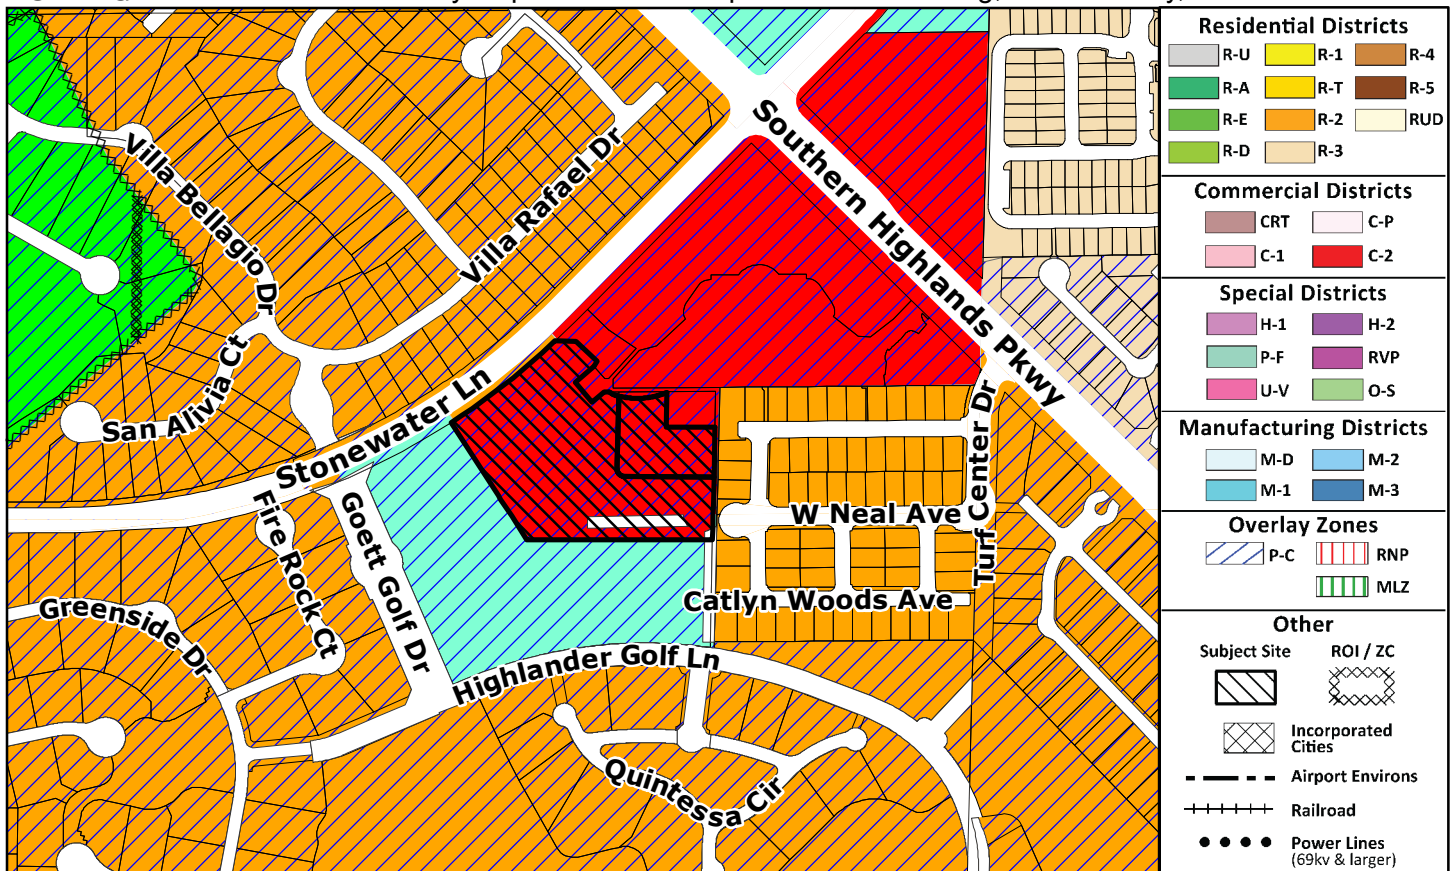 Southern Highlands Pkwy
Villa Bellagio Dr
Villa Rafael Dr
San Alivia Ct
Stonewater Ln
Fire Rock Ct
Goett Golf Dr
Greenside Dr
Highlander Golf Ln
Quintessa Cir
W Neal Ave
Catlyn Woods Ave
Turf Center Dr
Residential Districts
R-U
R-1
R-4
R-A
R-T
R-5
R-E
R-2
RUD
R-D
R-3
Commercial Districts
CRT
C-P
C-1
C-2
Special Districts
H-1
H-2
P-F
RVP
U-V
O-S
Manufacturing Districts
M-D
M-2
M-1
M-3
Overlay Zones
P-C
RNP
MLZ
Other
Subject Site
ROI / ZC
Incorporated
Cities
Airport Environs
Railroad
Power Lines
(69kv & larger)